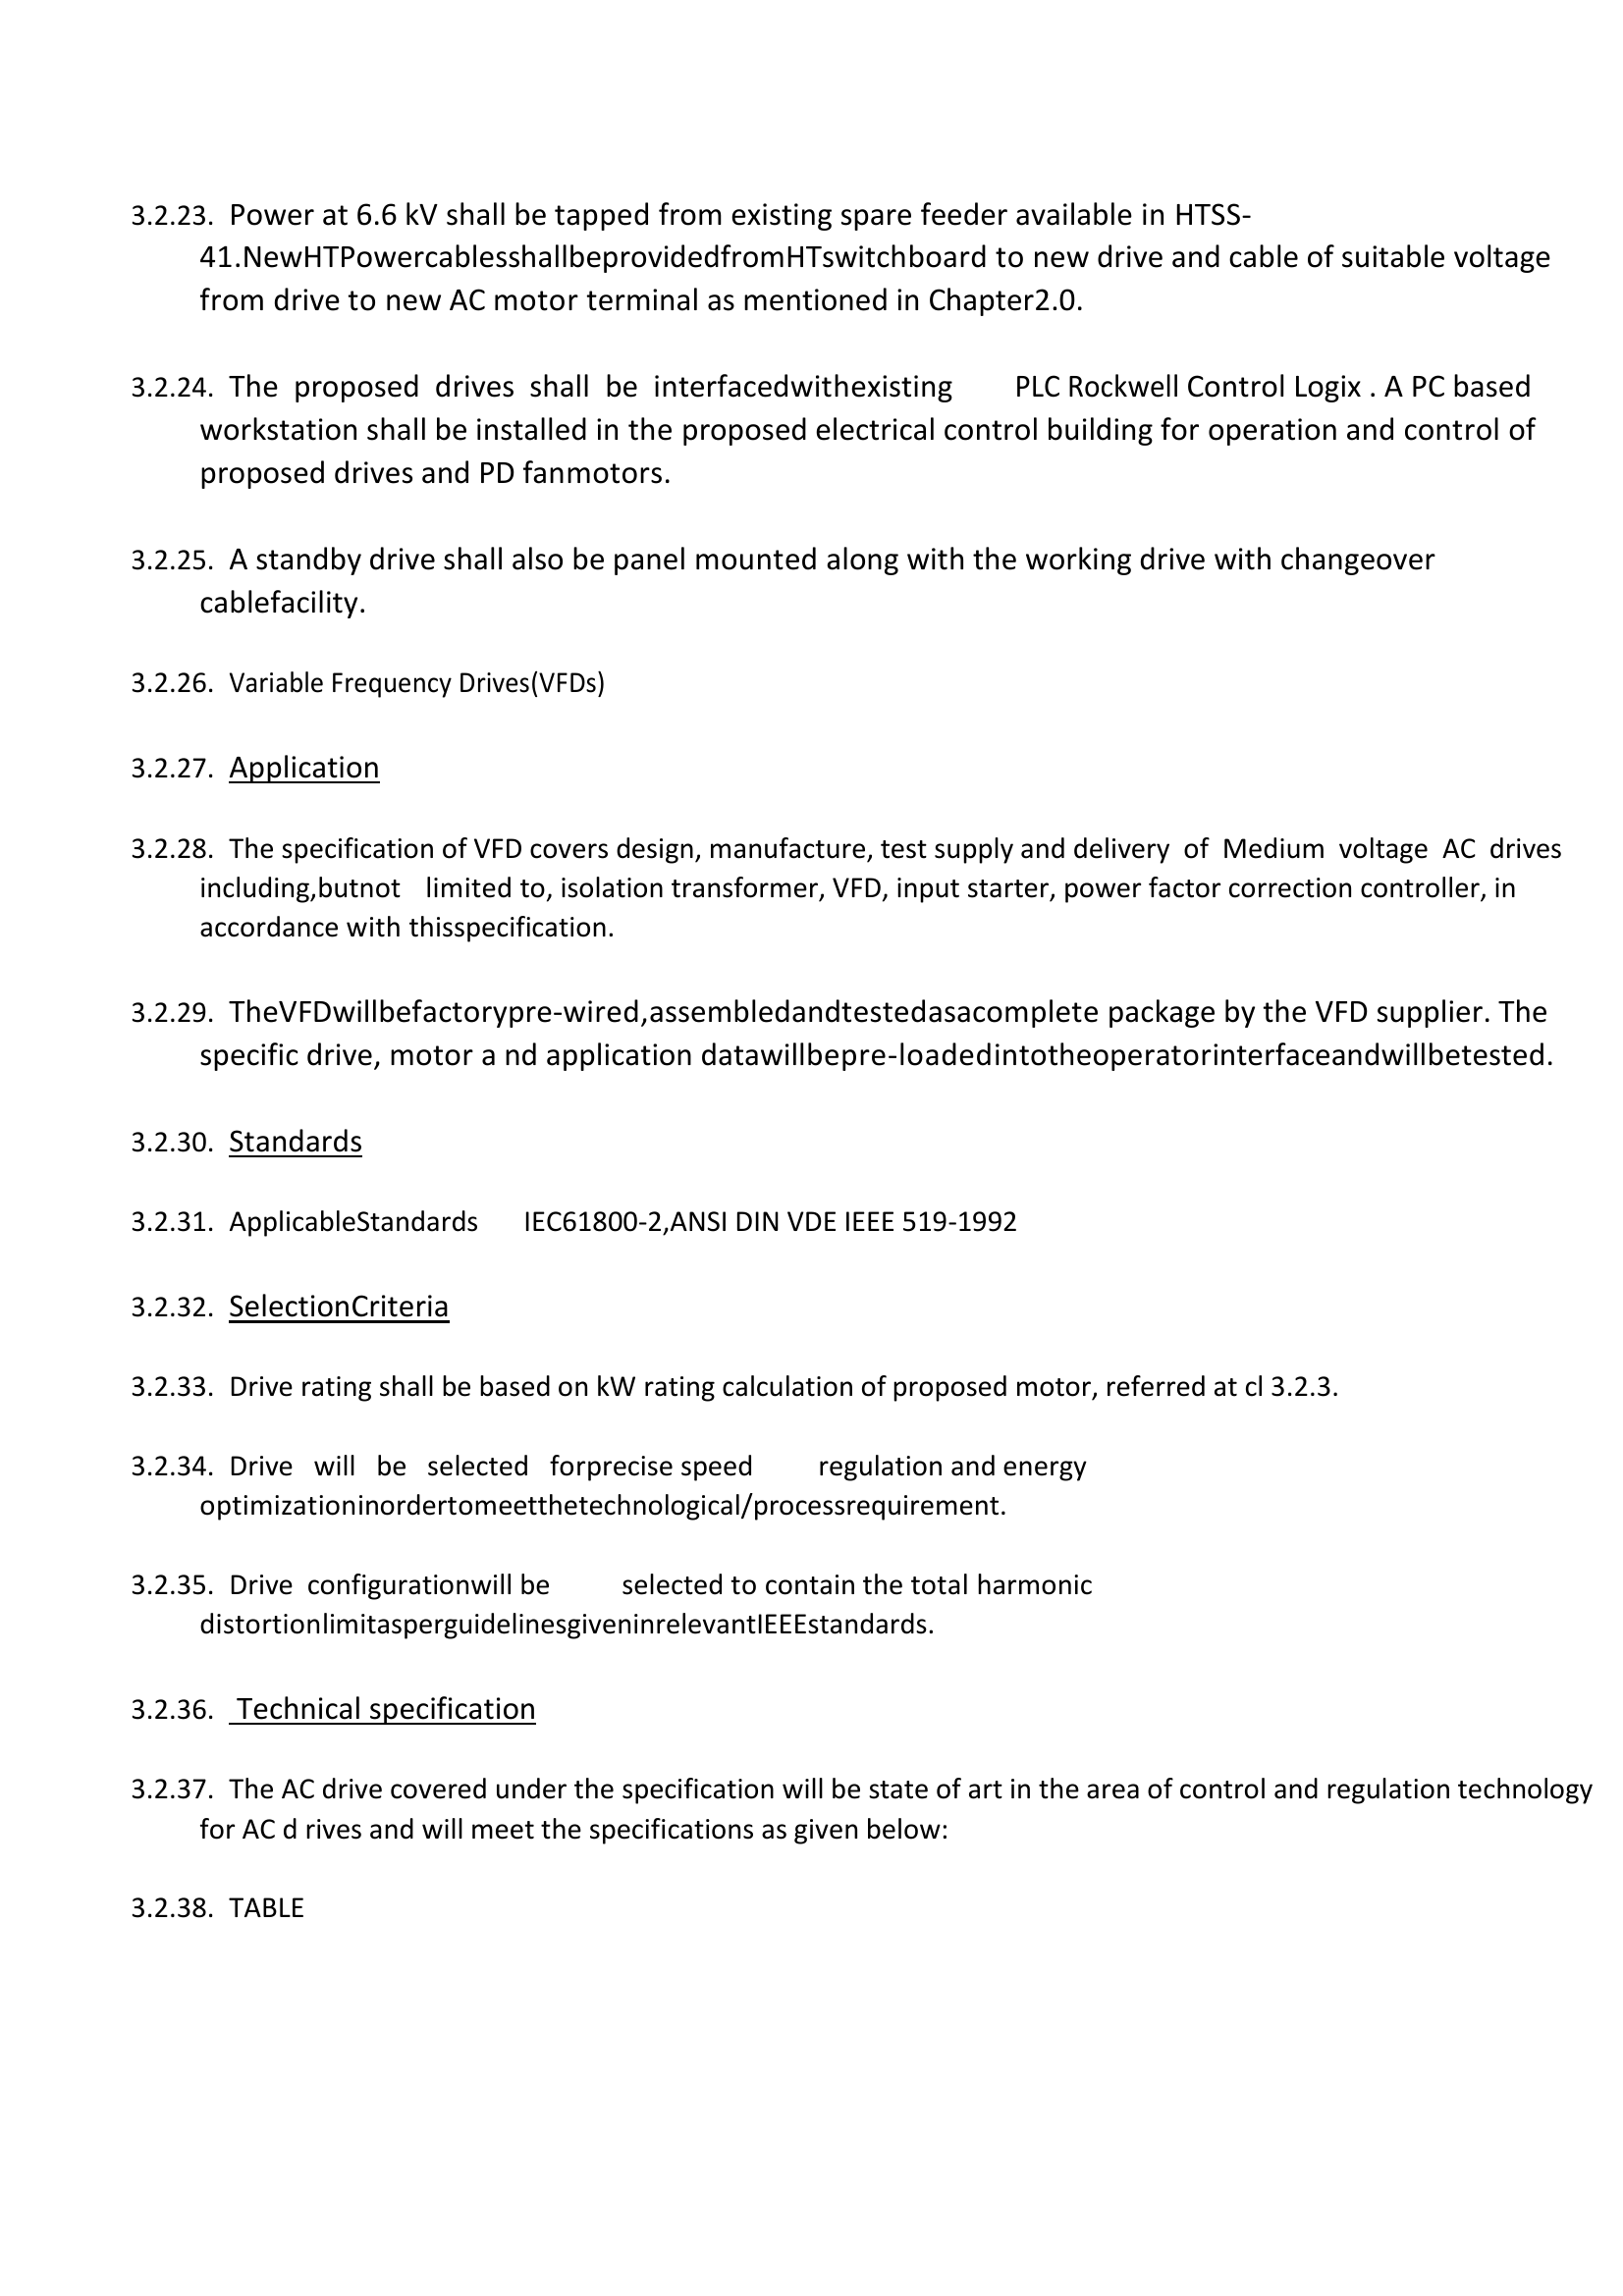 3.2.23. Power at 6.6 kV shall be tapped from existing spare feeder available in HTSS-
41.NewHTPowercablesshallbeprovidedfromHTswitchboard to new drive and cable of suitable voltage
from drive to new AC motor terminal as mentioned in Chapter2.0.
3.2.24. The proposed drives shall be interfacedwithexisting PLC Rockwell Control Logix . A PC based
workstation shall be installed in the proposed electrical control building for operation and control of
proposed drives and PD fanmotors.
3.2.25. A standby drive shall also be panel mounted along with the working drive with changeover
cablefacility.
3.2.26. Variable Frequency Drives(VFDs)
3.2.27. Application
3.2.28. The specification of VFD covers design, manufacture, test supply and delivery of Medium voltage AC drives
including,butnot limited to, isolation transformer, VFD, input starter, power factor correction controller, in
accordance with thisspecification.
3.2.29. TheVFDwillbefactorypre-wired,assembledandtestedasacomplete package by the VFD supplier. The
specific drive, motor a nd application datawillbepre-loadedintotheoperatorinterfaceandwillbetested.
3.2.30. Standards
3.2.31. ApplicableStandards IEC61800-2,ANSI DIN VDE IEEE 519-1992
3.2.32. SelectionCriteria
3.2.33. Drive rating shall be based on kW rating calculation of proposed motor, referred at cl 3.2.3.
3.2.34. Drive will be selected forprecise speed regulation and energy
optimizationinordertomeetthetechnological/processrequirement.
3.2.35. Drive configurationwill be selected to contain the total harmonic
distortionlimitasperguidelinesgiveninrelevantIEEEstandards.
3.2.36. Technical specification
3.2.37. The AC drive covered under the specification will be state of art in the area of control and regulation technology
for AC d rives and will meet the specifications as given below:
3.2.38. TABLE